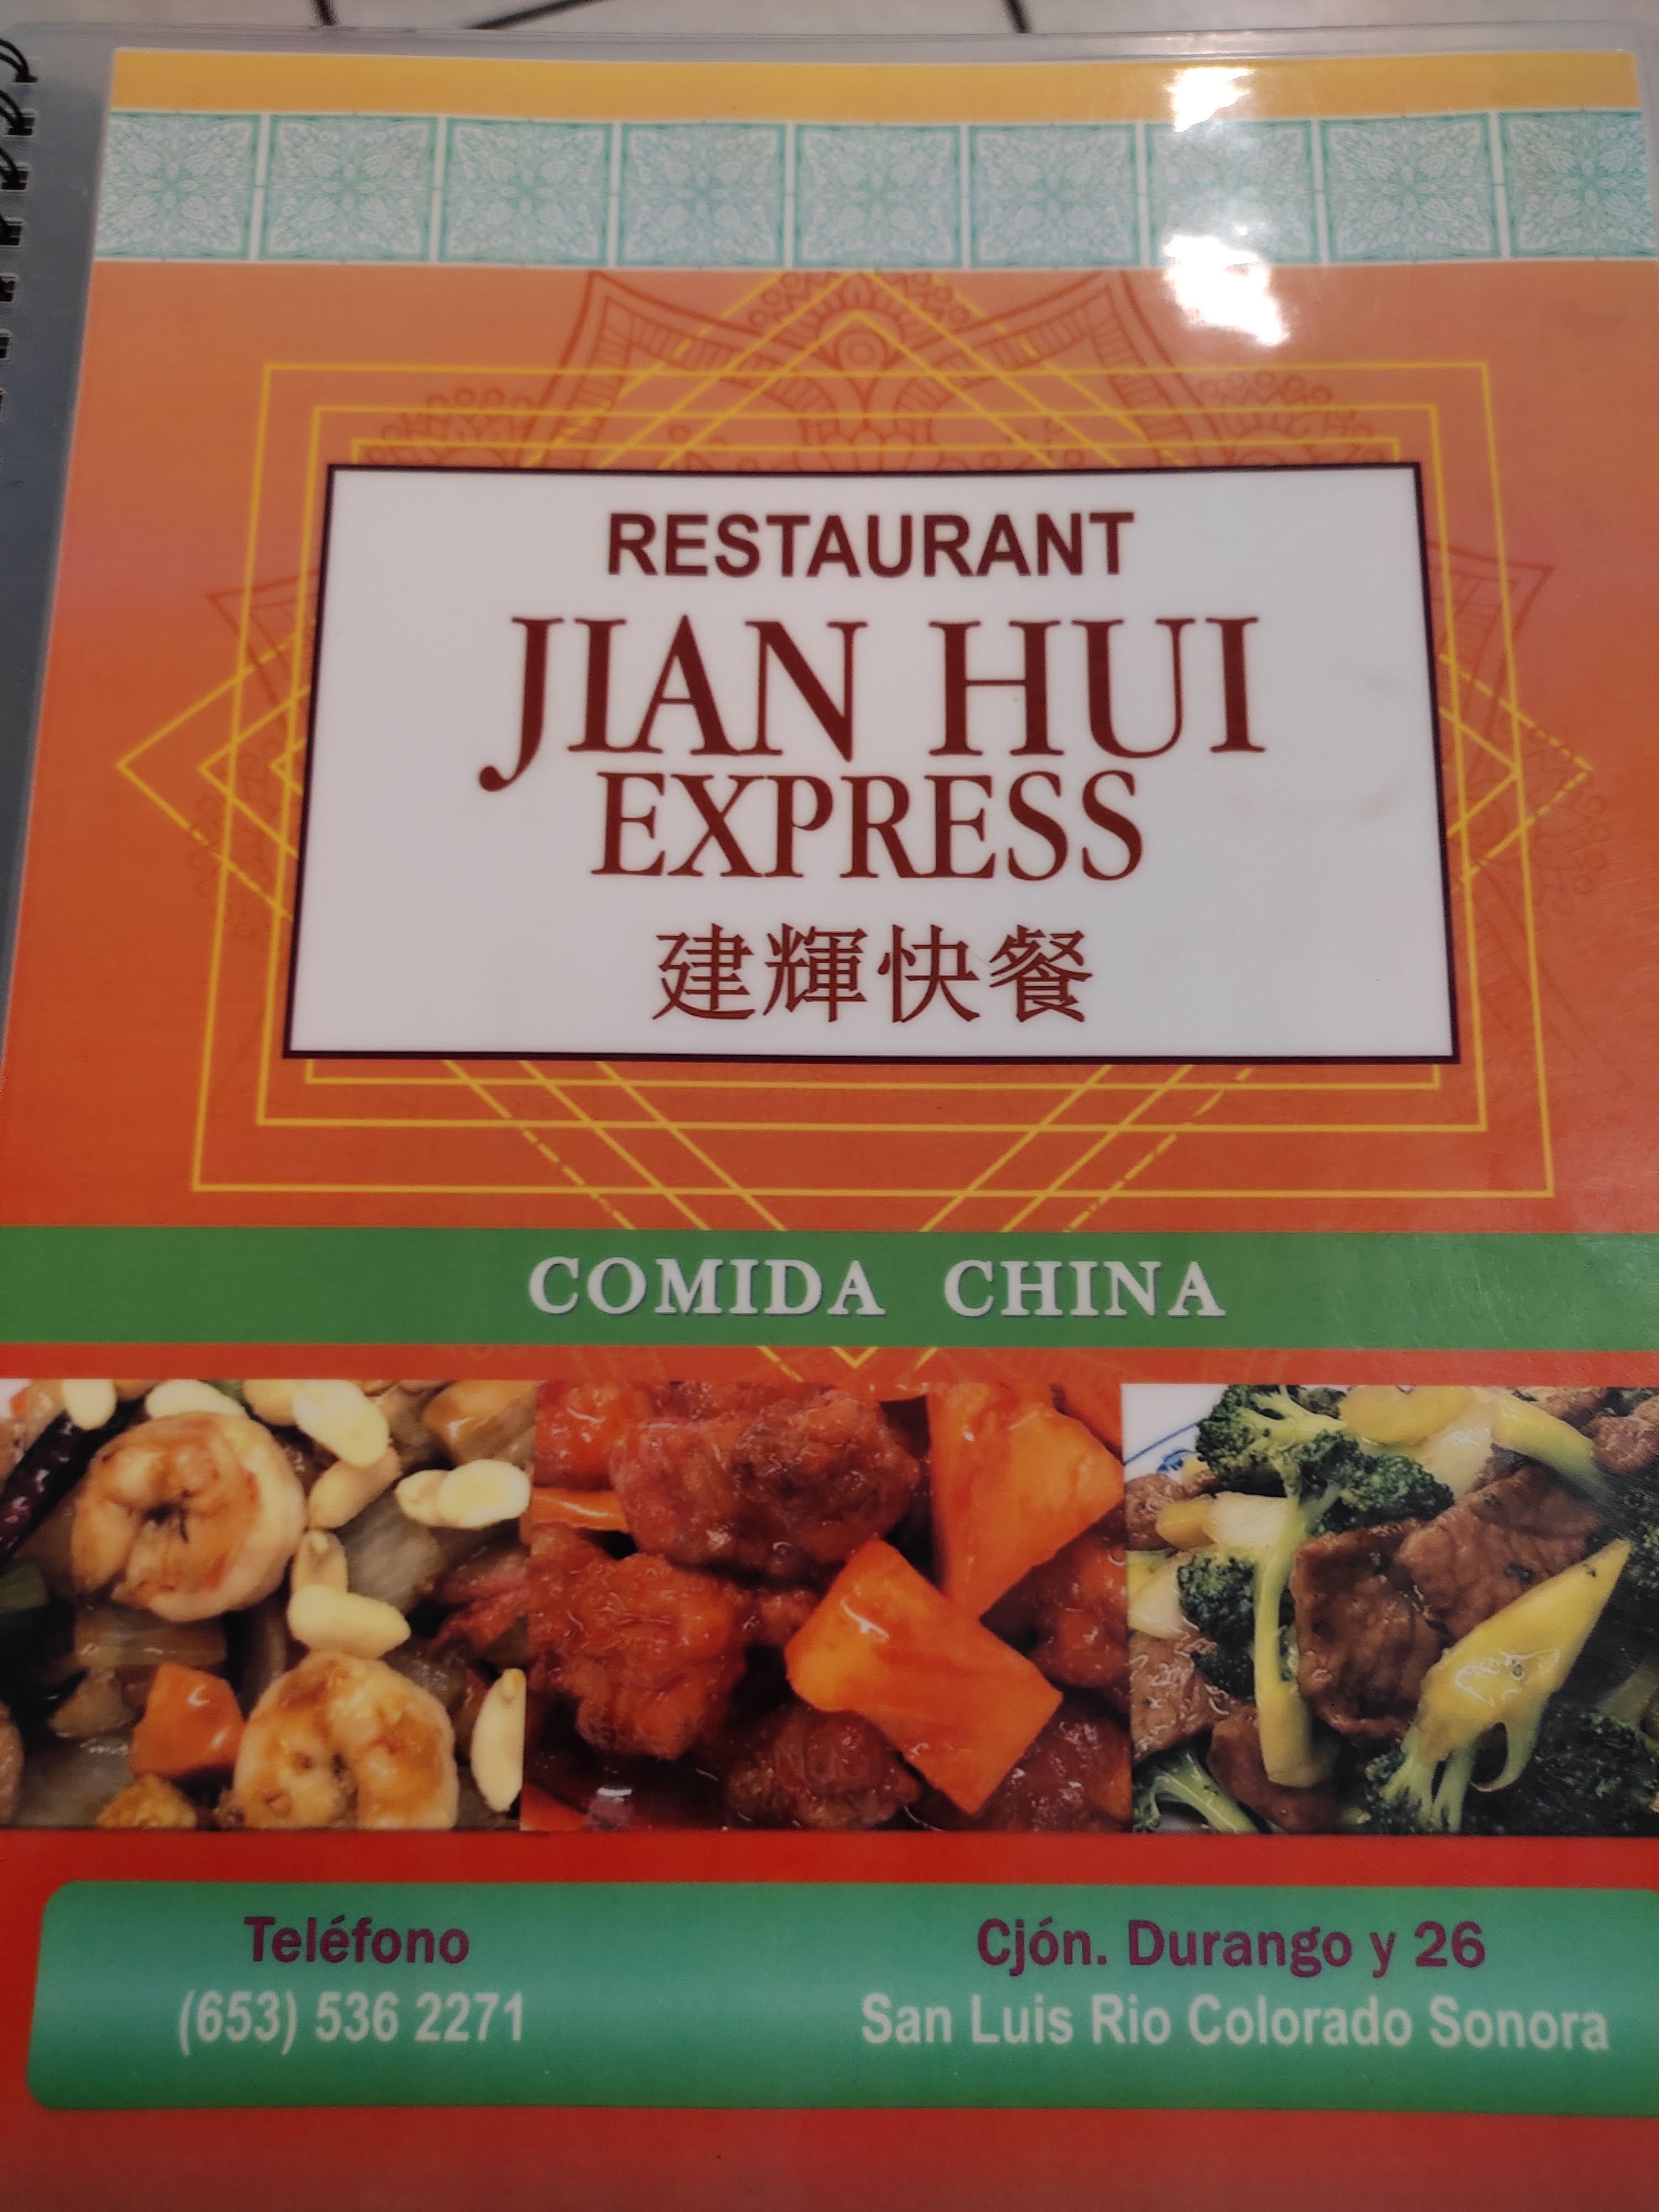 RESTAURANT
JIAN HUI
EXPRESS
建輝快餐
COMIDA CHINA
Teléfono
(653) 536 2271
Cjón. Durango y 26
San Luis Rio Colorado Sonora